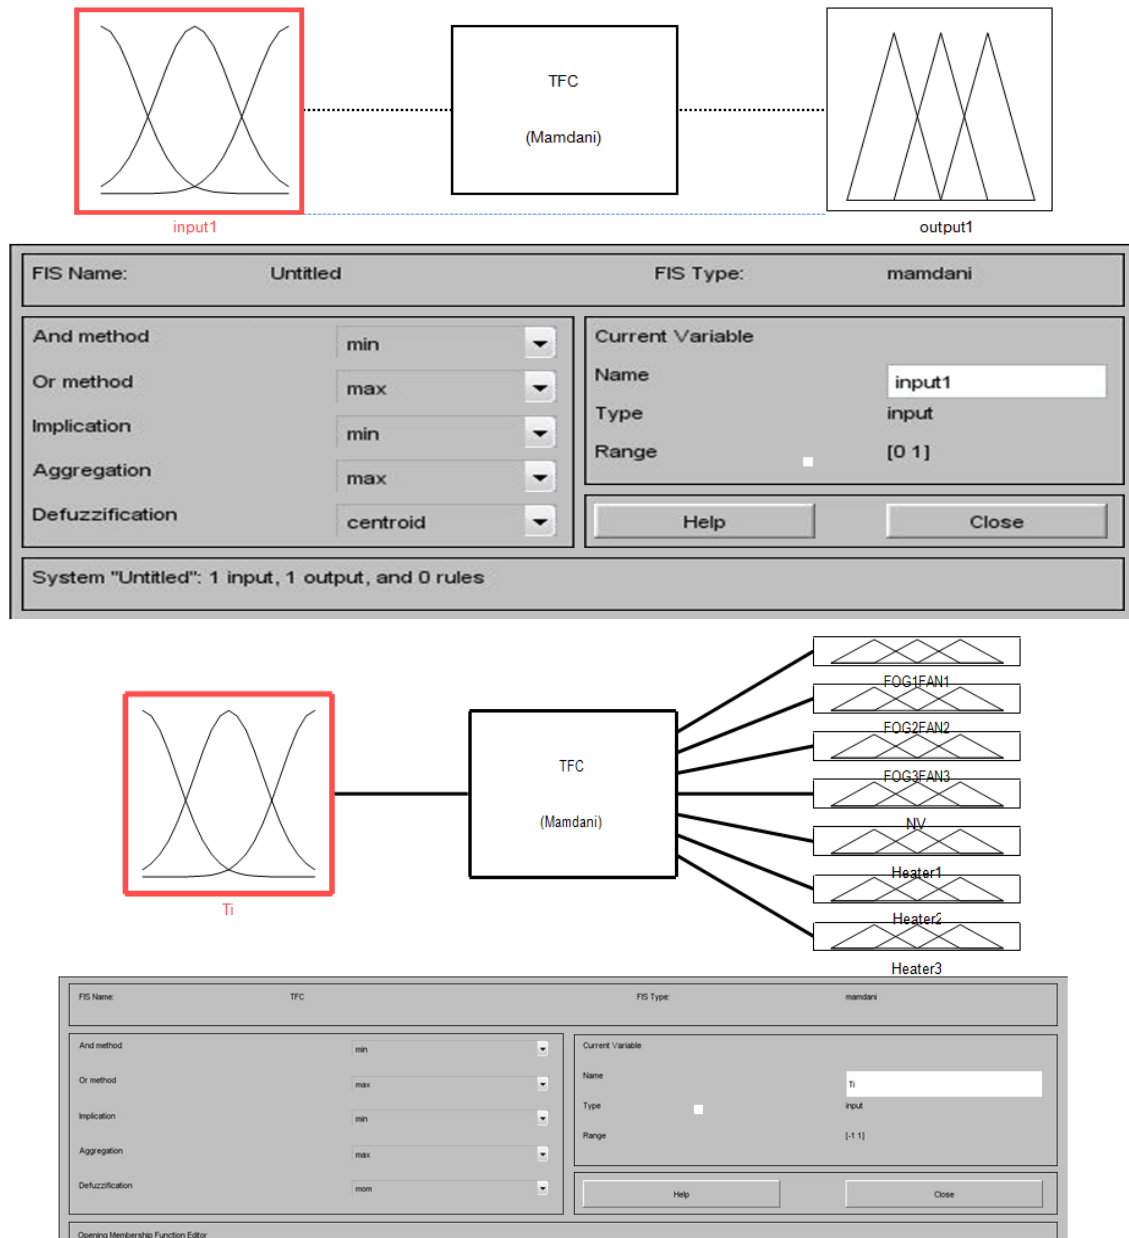 TFC
(Mamdani)
input1
output1
FIS Name: Untitled FIS Type: mamdani
And method min
Or method max
Implication min
Aggregation max
Defuzzification centroid
Current Variable
Name input1
Type input
Range [0 1]
Help Close
System "Untitled": 1 input, 1 output, and 0 rules
TFC
(Mamdani)
Ti
FOG1FAN1
FOG2FAN2
FOG3FAN3
NV
Heater1
Heater2
Heater3
FIS Name: TFC FIS Type: mamdani
And method min
Or method max
Implication min
Aggregation max
Defuzzification mom
Current Variable
Name Ti
Type input
Range [-1 1]
Help Close
Opening Membership Function Editor